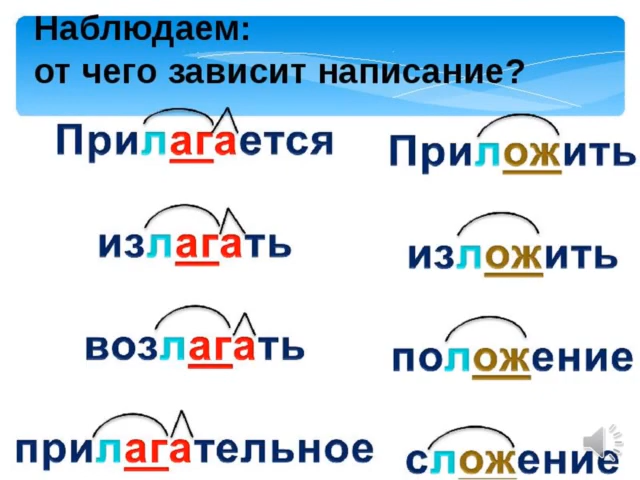 Наблюдаем:
от чего зависит написание?
Прилагается
Приложить
излагать
изложить
возлагать
положение
прилагательное
сложение